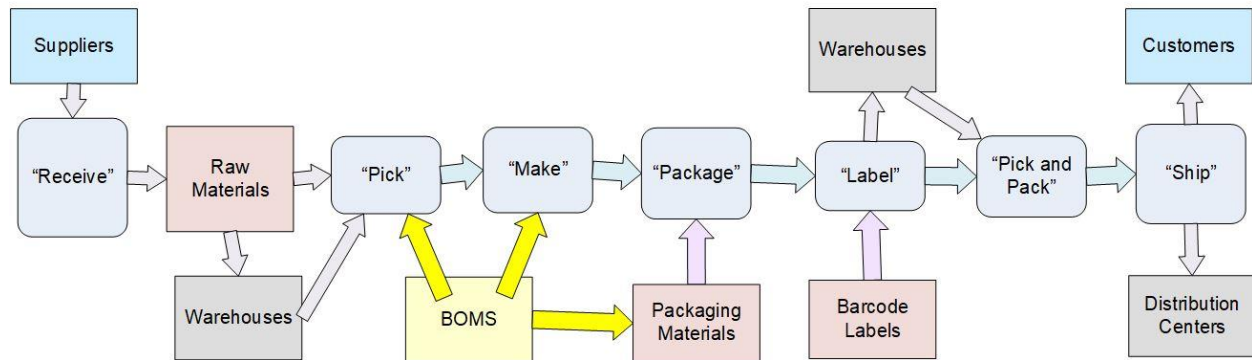 Suppliers
Warehouses
Customers
“Receive”
Raw
Materials
“Pick”
“Make”
“Package”
“Label”
“Pick and
Pack”
“Ship”
Warehouses
BOMS
Packaging
Materials
Barcode
Labels
Distribution
Centers